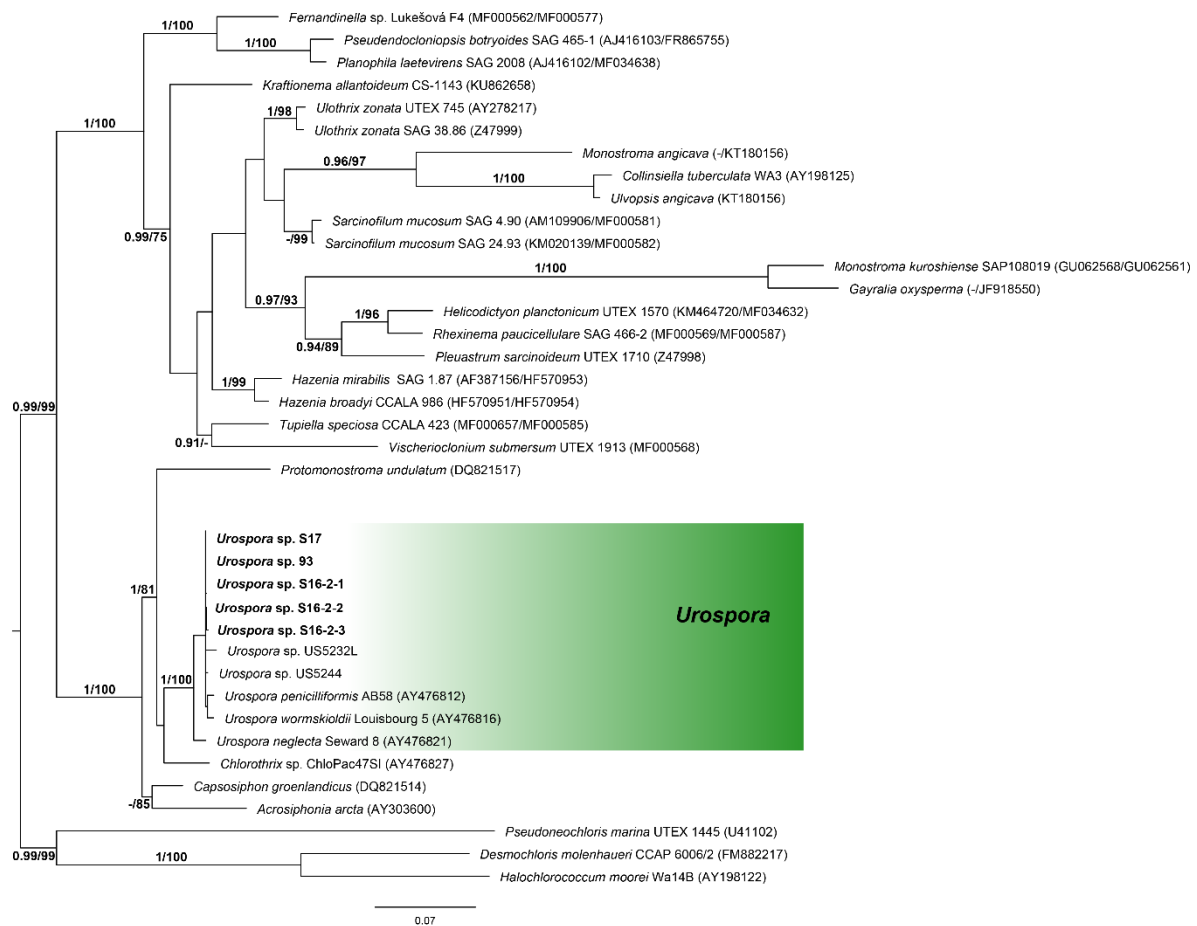 Fernandinella sp. Lukešová F4 (MF000562/MF000577)
1/100
Pseudendocloniopsis botryoides SAG 465-1 (AJ416103/FR865755)
1/100
Planophila laetevirens SAG 2008 (AJ416102/MF034638)
Kraftionema allantoideum CS-1143 (KU862658)
Ulothrix zonata UTEX 745 (AY278217)
1/98
1/100
Ulothrix zonata SAG 38.86 (Z47999)
Monostroma angicava (-/KT180156)
0.96/97
Collinsiella tuberculata WA3 (AY198125)
1/100
Ulvopsis angicava (KT180156)
Sarcinofilum mucosum SAG 4.90 (AM109906/MF000581)
0.99/75
-/99
Sarcinofilum mucosum SAG 24.93 (KM020139/MF000582)
Monostroma kuroshiense SAP108019 (GU062568/GU062561)
1/100
Gayralia oxysperma (-/JF918550)
0.97/93
Helicodictyon planctonicum UTEX 1570 (KM464720/MF034632)
1/96
Rhexinema paucicellulare SAG 466-2 (MF000569/MF000587)
0.94/89
Pleuastrum sarcinoideum UTEX 1710 (Z47998)
Hazenia mirabilis SAG 1.87 (AF387156/HF570953)
1/99
Hazenia broadyi CCALA 986 (HF570951/HF570954)
0.99/99
Tupiella speciosa CCALA 423 (MF000657/MF000585)
0.91/-
Vischerioclonium submersum UTEX 1913 (MF000568)
Protomonostroma undulatum (DQ821517)
Urospora sp. S17
Urospora sp. 93
Urospora sp. S16-2-1
1/81
Urospora sp. S16-2-2
Urospora
Urospora sp. S16-2-3
Urospora sp. US5232L
Urospora sp. US5244
1/100
1/100
Urospora penicilliformis AB58 (AY476812)
Urospora wormskioldii Louisbourg 5 (AY476816)
Urospora neglecta Seward 8 (AY476821)
Chlorothrix sp. ChloPac47SI (AY476827)
Capsosiphon groenlandicus (DQ821514)
-/85
Acrosiphonia arcta (AY303600)
Pseudoneochloris marina UTEX 1445 (U41102)
0.99/99
1/100
Desmochloris molenhaueri CCAP 6006/2 (FM882217)
Halochlorococcum moorei Wa14B (AY198122)
0.07